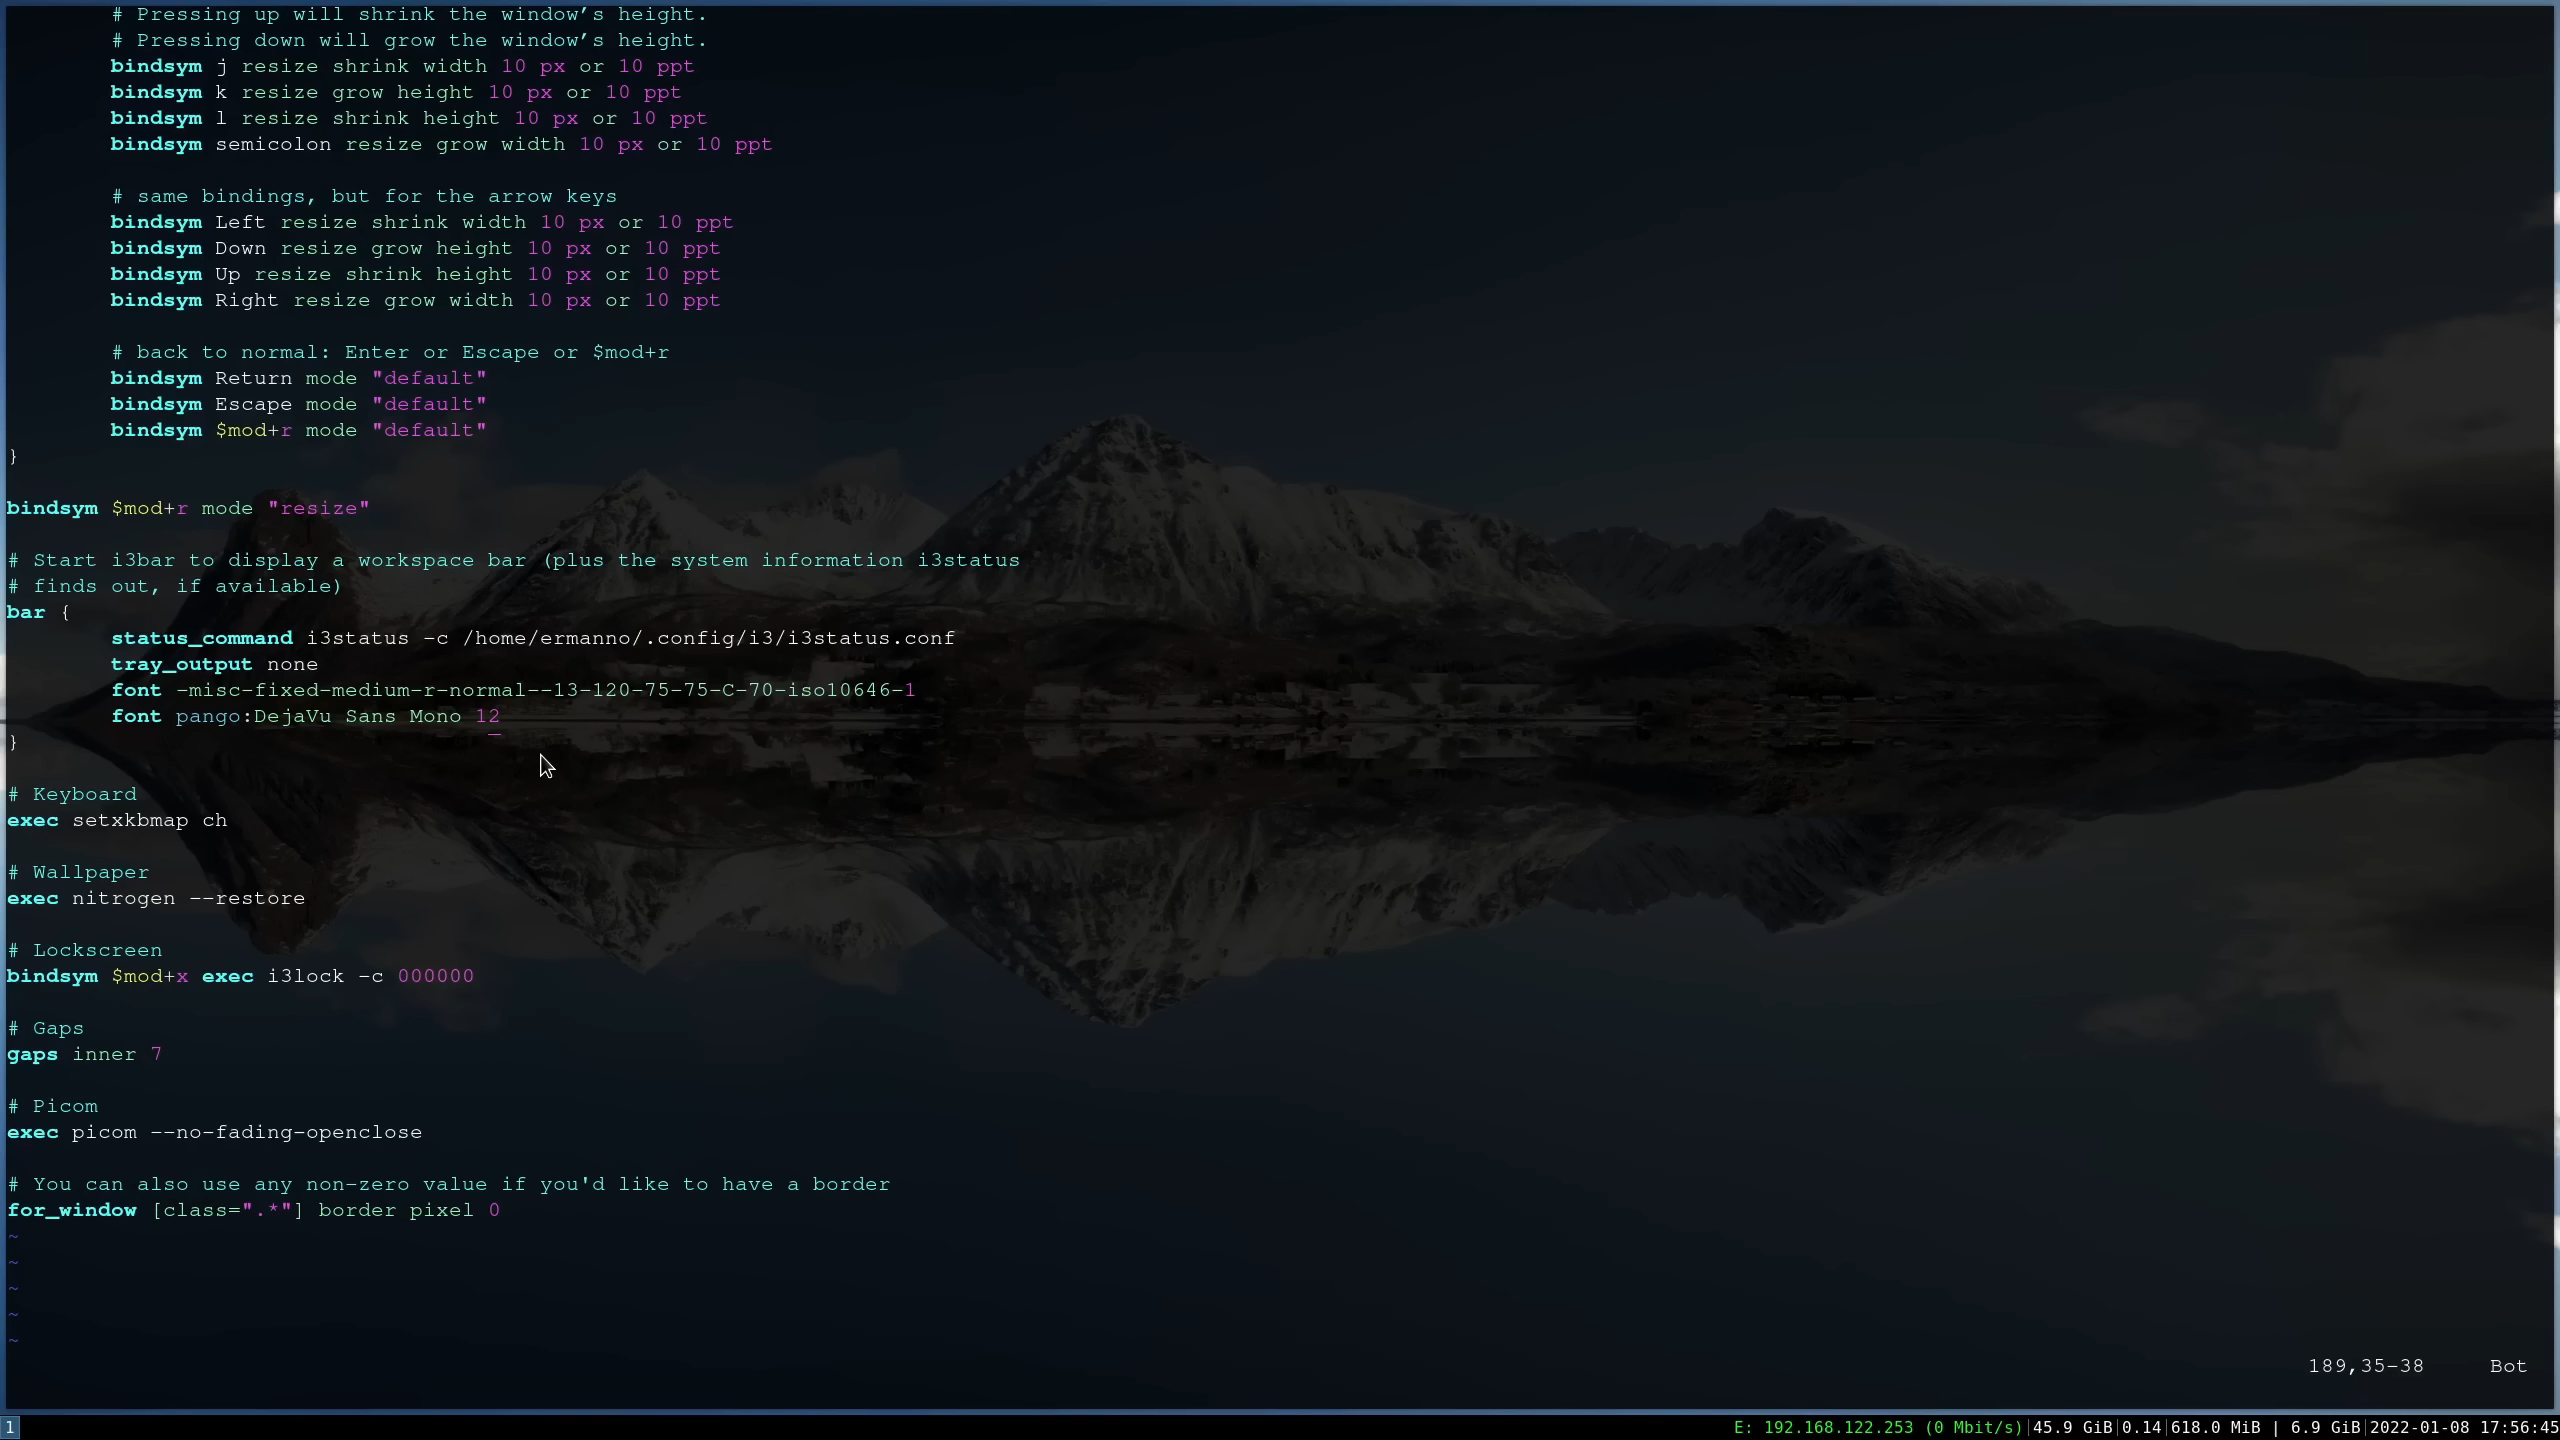 # Pressing up will shrink the window’s height.
# Pressing down will grow the window’s height.
bindsym j resize shrink width 10 px or 10 ppt
bindsym k resize grow height 10 px or 10 ppt
bindsym l resize shrink height 10 px or 10 ppt
bindsym semicolon resize grow width 10 px or 10 ppt
# same bindings, but for the arrow keys
bindsym Left resize shrink width 10 px or 10 ppt
bindsym Down resize grow height 10 px or 10 ppt
bindsym Up resize shrink height 10 px or 10 ppt
bindsym Right resize grow width 10 px or 10 ppt
# back to normal: Enter or Escape or $mod+r
bindsym Return mode "default"
bindsym Escape mode "default"
bindsym $mod+r mode "default"
}
bindsym $mod+r mode "resize"
# Start i3bar to display a workspace bar (plus the system information i3status
# finds out, if available)
bar {
status_command i3status -c /home/ermanno/.config/i3/i3status.conf
tray_output none
font -misc-fixed-medium-r-normal--13-120-75-75-C-70-iso10646-1
font pango:DejaVu Sans Mono 12
}
# Keyboard
exec setxkbmap ch
# Wallpaper
exec nitrogen --restore
# Lockscreen
bindsym $mod+x exec i3lock -c 000000
# Gaps
gaps inner 7
# Picom
exec picom --no-fading-openclose
# You can also use any non-zero value if you'd like to have a border
for_window [class=".*"] border pixel 0
~
~
~
~
~
189,35-38 Bot
1 E: 192.168.122.253 (0 Mbit/s)|45.9 GiB|0.14|618.0 MiB | 6.9 GiB|2022-01-08 17:56:45